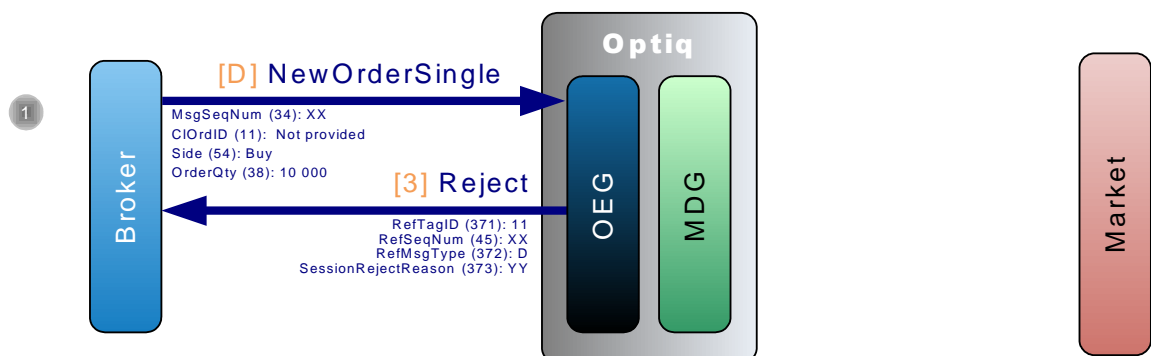 Optiq
[D] NewOrderSingle
1
MsgSeqNum (34): XX
ClOrdID (11): Not provided
Side (54): Buy
OrderQty (38): 10 000
[3] Reject
RefTagID (371): 11
RefSeqNum (45): XX
RefMsgType (372): D
SessionRejectReason (373): YY
Broker
OEG
MDG
Market